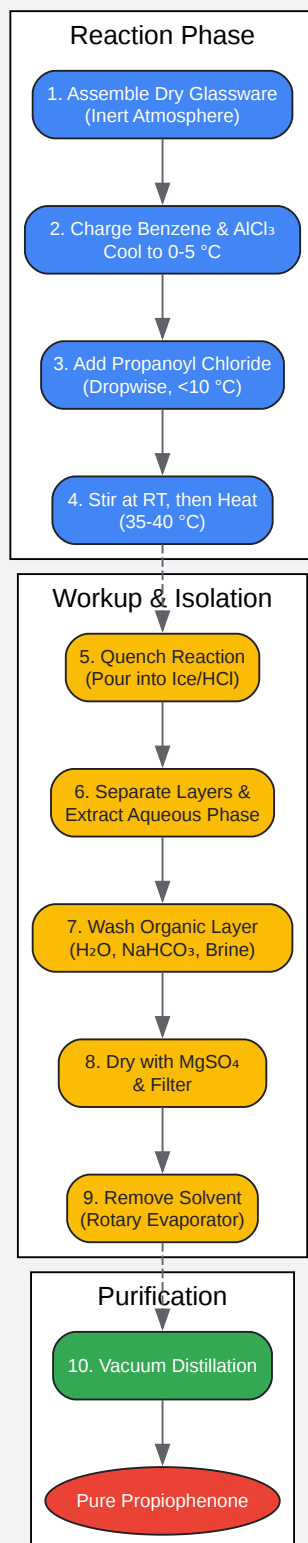 Reaction Phase
1. Assemble Dry Glassware
(Inert Atmosphere)
2. Charge Benzene & AlCl₃
Cool to 0-5 °C
3. Add Propanoyl Chloride
(Dropwise, <10 °C)
4. Stir at RT, then Heat
(35-40 °C)
Workup & Isolation
5. Quench Reaction
(Pour into Ice/HCl)
6. Separate Layers &
Extract Aqueous Phase
7. Wash Organic Layer
(H₂O, NaHCO₃, Brine)
8. Dry with MgSO₄
& Filter
9. Remove Solvent
(Rotary Evaporator)
Purification
10. Vacuum Distillation
Pure Propiophenone